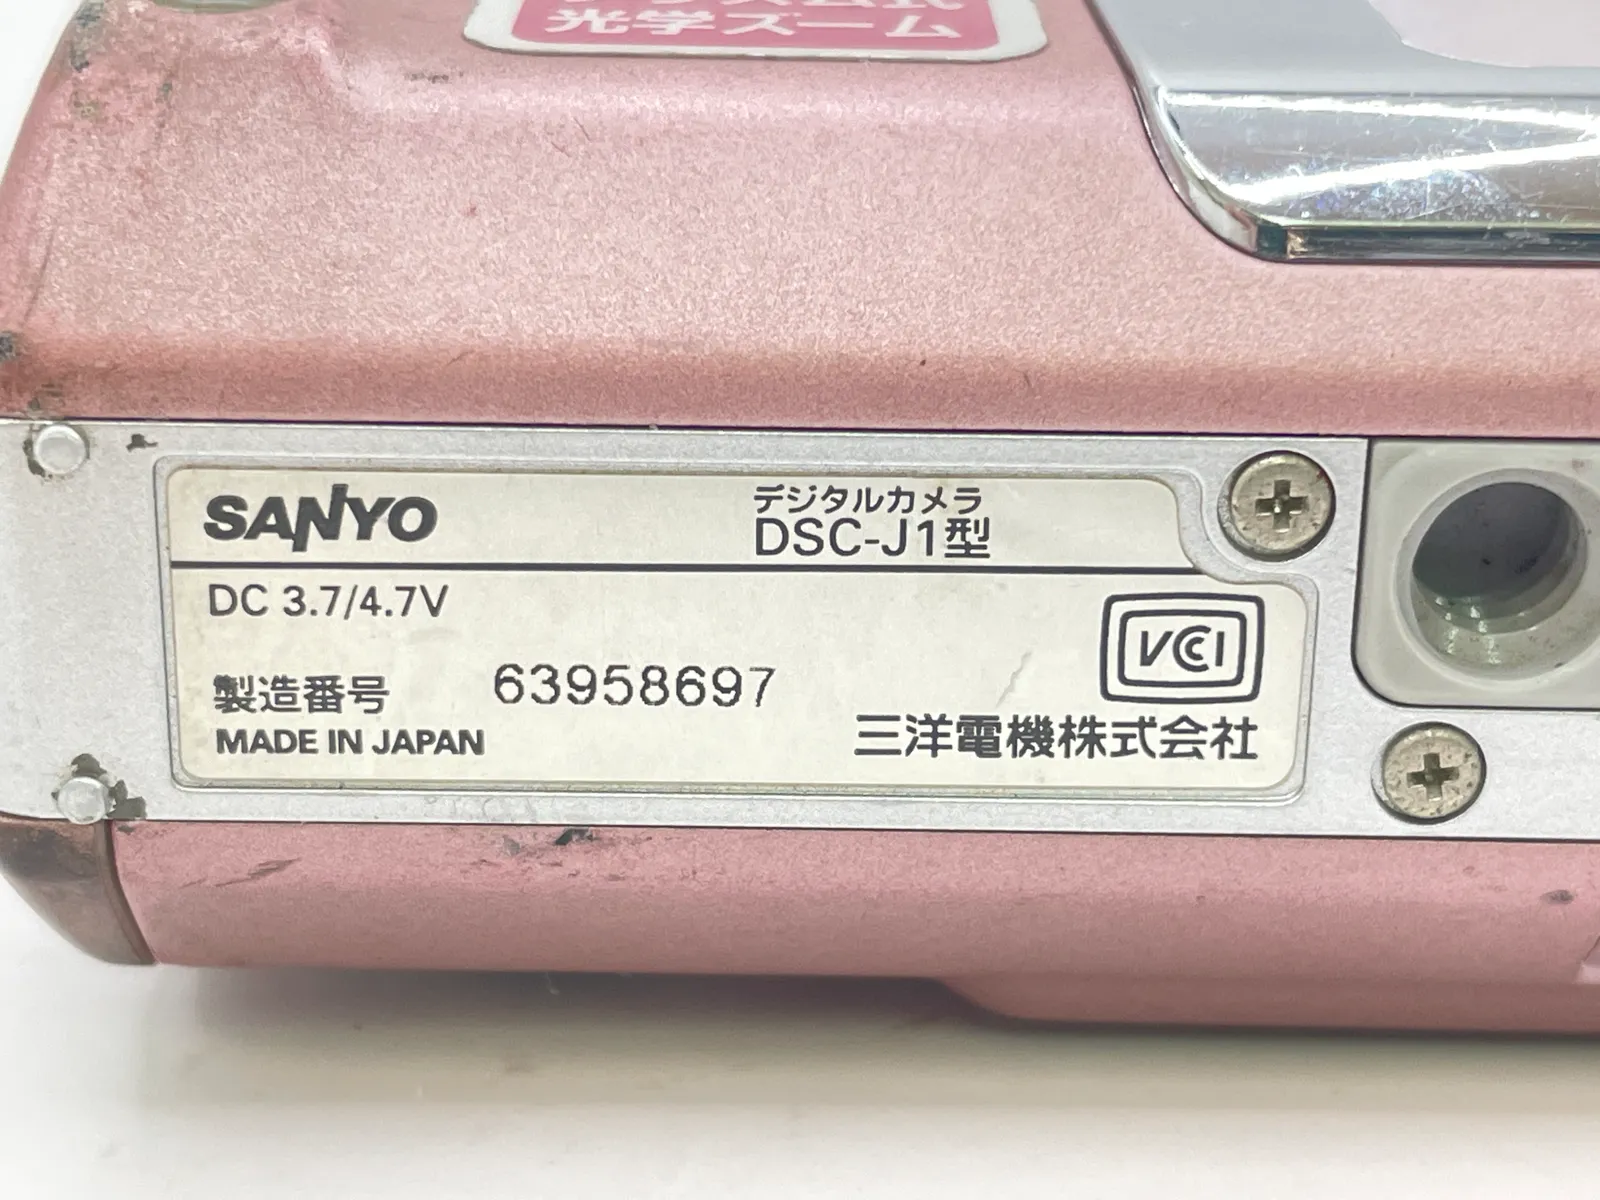 光学ズーム
SANYO
デジタルカメラ
DSC-J1型
DC 3.7/4.7V
VCCI
製造番号 63958697
MADE IN JAPAN
三洋電機株式会社